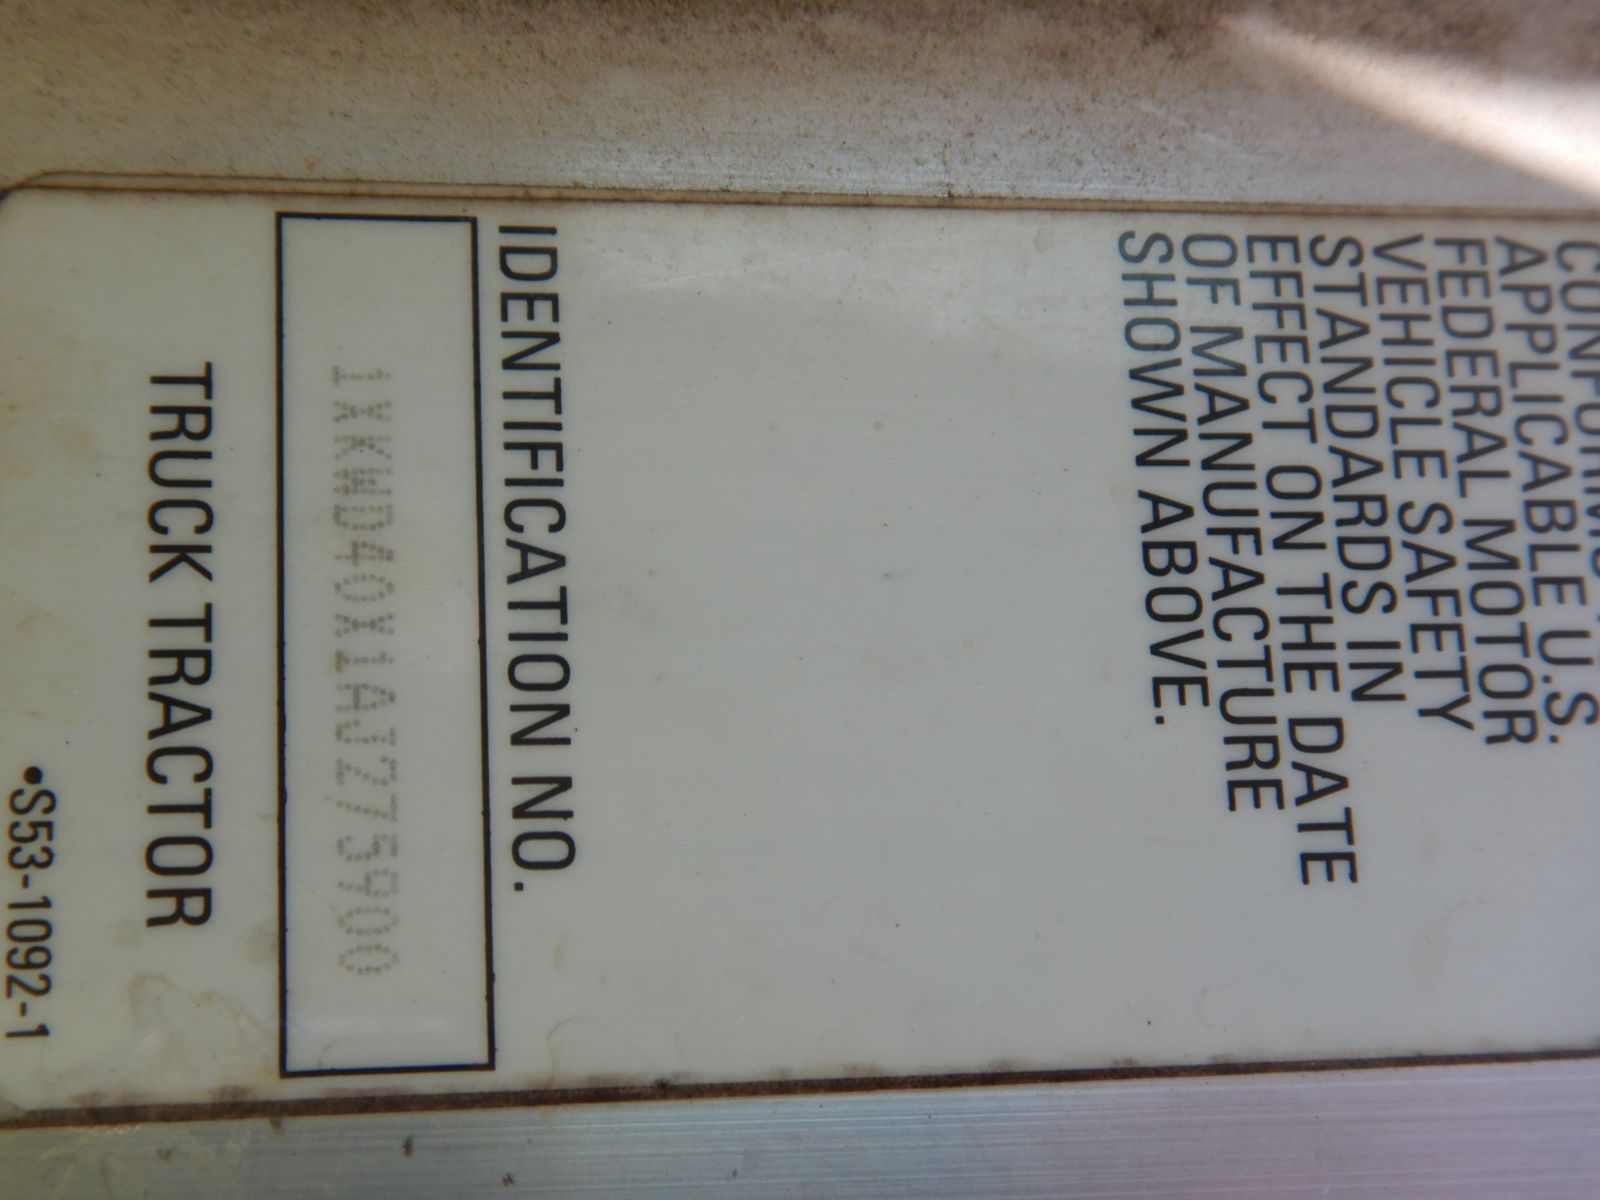 APPLICABLE U.S.
FEDERAL MOTOR
VEHICLE SAFETY
STANDARDS IN
EFFECT ON THE DATE
OF MANUFACTURE
SHOWN ABOVE.
IDENTIFICATION NO.
1XKWD40X1AJ275900
TRUCK TRACTOR
•S53-1092-1